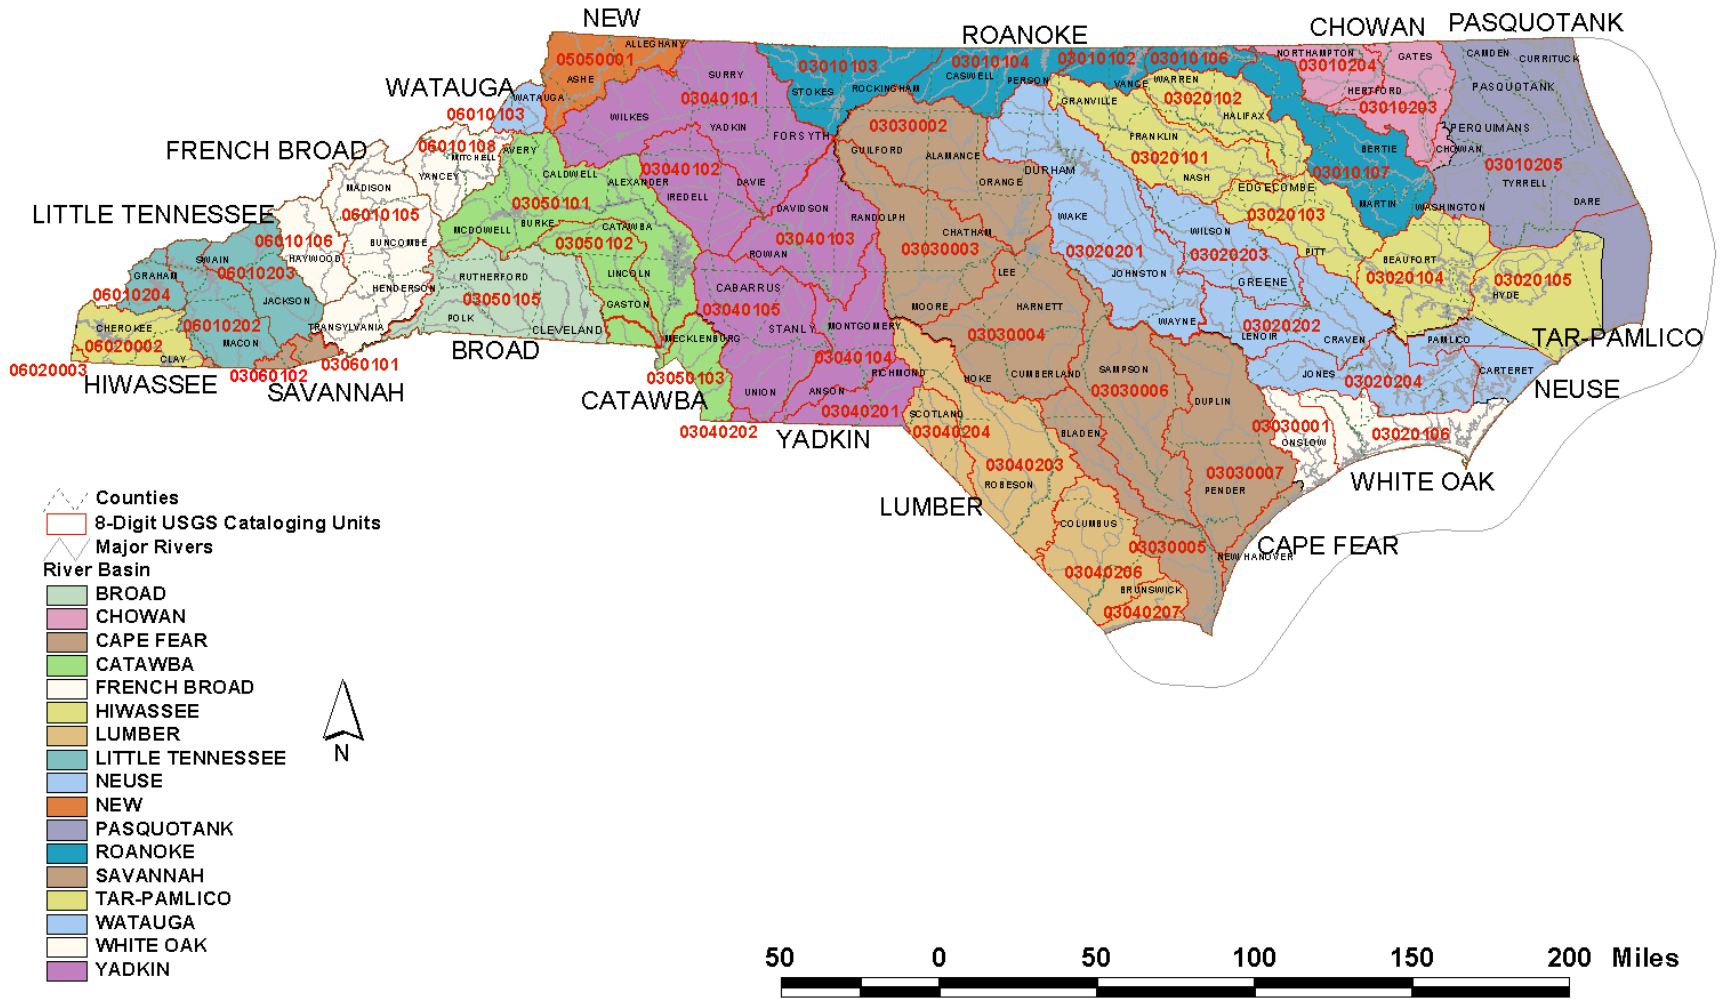 NEW
ROANOKE
CHOWAN
PASQUOTANK
ALLEGHANY
05050001
ASHE
SURRY
03010103
03010104
03010102
03010106
NORTHAMPTON
03010204
GATES
CAMDEN
CURRITUCK
WATAUGA
WATAUGA
06010103
03040101
STOKES
ROCKINGHAM
CASWELL
PERSON
VANCE
WARREN
GRANVILLE
03020102
HALIFAX
HERTFORD
03010203
PASQUOTANK
WILKES
YADKIN
FORSYTH
03030002
FRANKLIN
PERQUIMANS
FRENCH BROAD
06010108
MITCHELL
AVERY
GUILFORD
ALAMANCE
03020101
BERTIE
CHOWAN
MADISON
YANCEY
CALDWELL
ALEXANDER
03040102
DAVIE
ORANGE
DURHAM
NASH
EDGECOMBE
03010107
03010205
TYRRELL
LITTLE TENNESSEE
06010105
03050101
IREDELL
DAVIDSON
RANDOLPH
WAKE
03020103
MARTIN
WASHINGTON
DARE
MCDOWELL
BURKE
CATAWBA
03050102
03040103
CHATHAM
03030003
03020201
WILSON
03020203
PITT
06010106
HAYWOOD
BUNCOMBE
ROWAN
BEAUFORT
03020104
03020105
HYDE
SWAIN
GRAHAM
06010203
RUTHERFORD
LINCOLN
LEE
JOHNSTON
GREENE
06010204
JACKSON
HENDERSON
03050105
GASTON
CABARRUS
03040105
MOORE
HARNETT
POLK
CLEVELAND
CHEROKEE
06020002
06010202
MACON
TRANSYLVANIA
MECKLENBURG
STANLY
MONTGOMERY
03030004
WAYNE
03020202
LENOIR
CRAVEN
PAMLICO
TAR-PAMLICO
CLAY
06020003
HIWASSEE
03060102
03060101
SAVANNAH
BROAD
03050103
CATAWBA
03040104
RICHMOND
HOKE
CUMBERLAND
SAMPSON
03030006
JONES
03020204
CARTERET
NEUSE
UNION
ANSON
03040201
SCOTLAND
03040204
DUPLIN
03040202
YADKIN
BLADEN
03030001
ONSLOW
03020106
WHITE OAK
03040203
ROBESON
03030007
PENDER
LUMBER
COLUMBUS
03030005
NEW HANOVER
CAPE FEAR
03040206
BRUNSWICK
03040207
Counties
8-Digit USGS Cataloging Units
Major Rivers
River Basin
BROAD
CHOWAN
CAPE FEAR
CATAWBA
FRENCH BROAD
HIWASSEE
LUMBER
LITTLE TENNESSEE
NEUSE
NEW
PASQUOTANK
ROANOKE
SAVANNAH
TAR-PAMLICO
WATAUGA
WHITE OAK
YADKIN
N
50 0 50 100 150 200 Miles